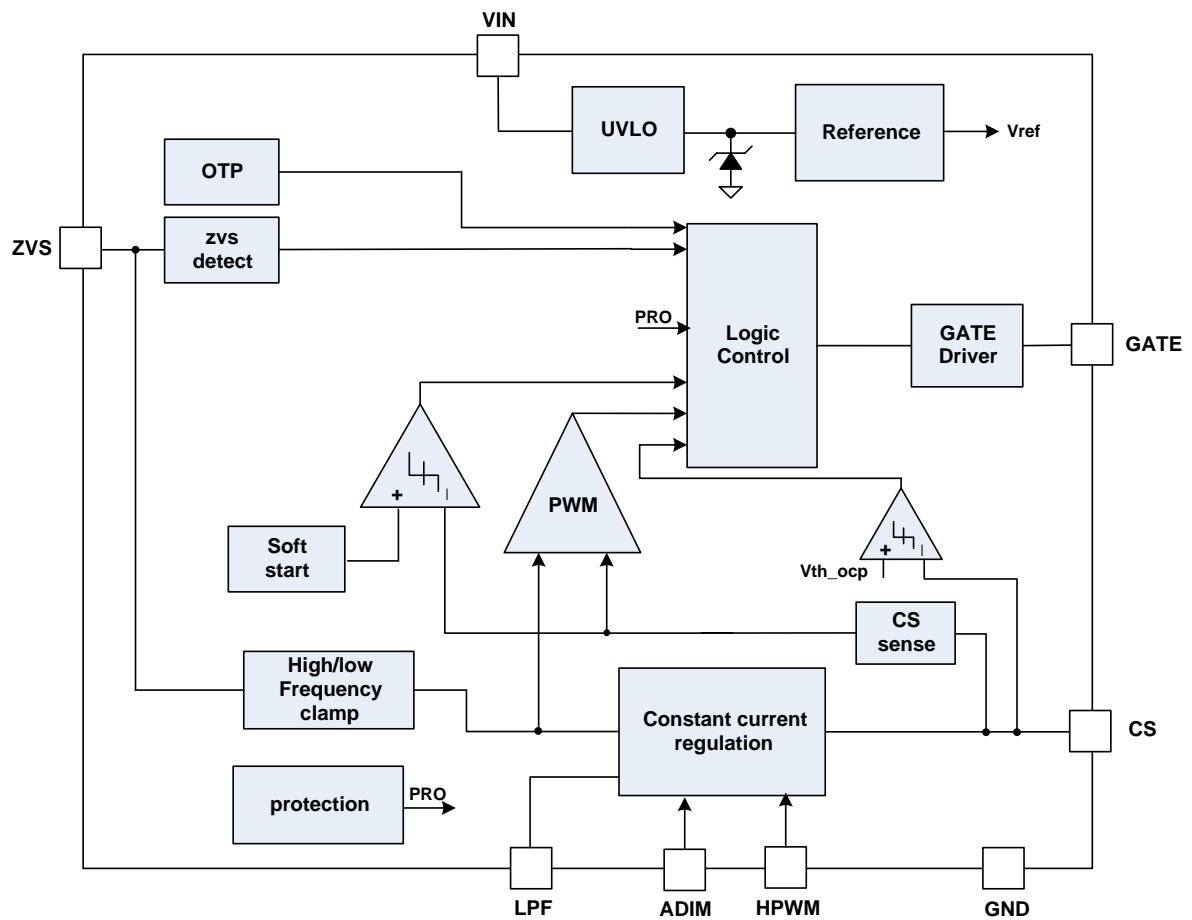 VIN
UVLO
Reference
Vref
OTP
ZVS
zvs
detect
PRO
Logic
Control
GATE
Driver
GATE
+
−
PWM
Soft
start
+
−
Vth_ocp
CS
sense
High/low
Frequency
clamp
Constant current
regulation
CS
protection
PRO
LPF
ADIM
HPWM
GND